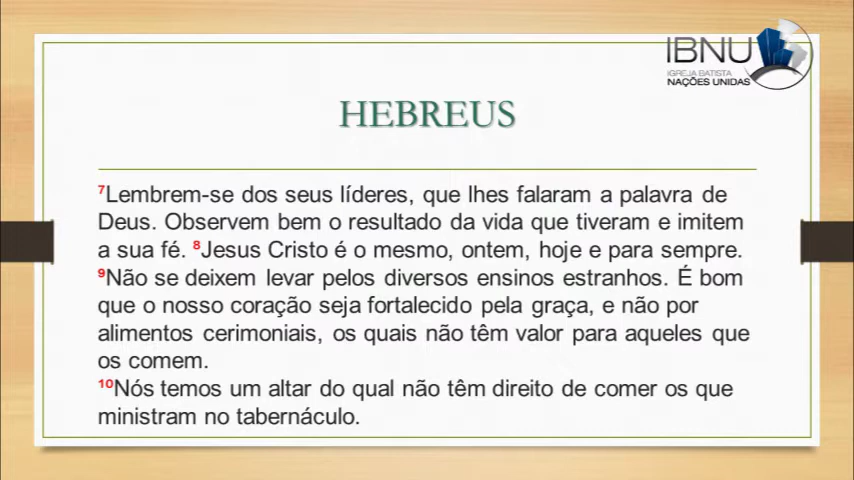 IBNU
IGREJA BATISTA
NAÇÕES UNIDAS
HEBREUS
⁷Lembrem-se dos seus líderes, que lhes falaram a palavra de
Deus. Observem bem o resultado da vida que tiveram e imitem
a sua fé. ⁸Jesus Cristo é o mesmo, ontem, hoje e para sempre.
⁹Não se deixem levar pelos diversos ensinos estranhos. É bom
que o nosso coração seja fortalecido pela graça, e não por
alimentos cerimoniais, os quais não têm valor para aqueles que
os comem.
¹⁰Nós temos um altar do qual não têm direito de comer os que
ministram no tabernáculo.